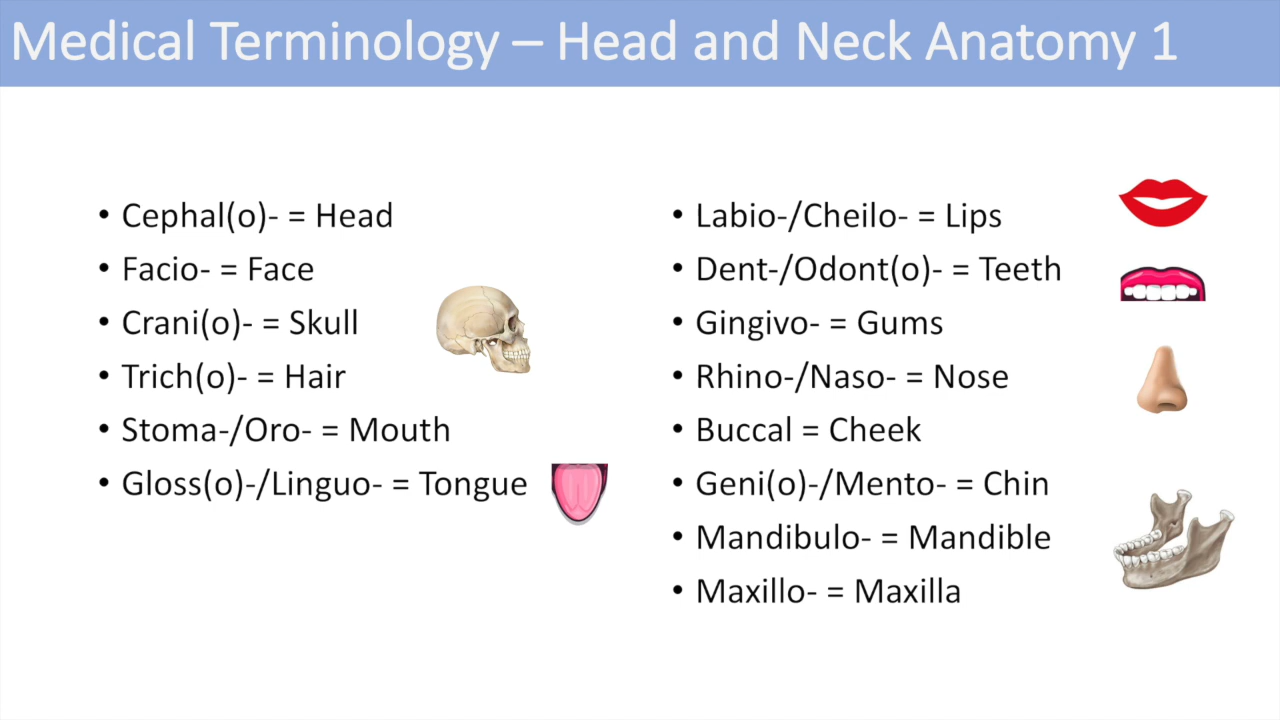 Medical Terminology – Head and Neck Anatomy 1
• Cephal(o)- = Head
• Facio- = Face
• Crani(o)- = Skull
• Trich(o)- = Hair
• Stoma-/Oro- = Mouth
• Gloss(o)-/Linguo- = Tongue
• Labio-/Cheilo- = Lips
• Dent-/Odont(o)- = Teeth
• Gingivo- = Gums
• Rhino-/Naso- = Nose
• Buccal = Cheek
• Geni(o)-/Mento- = Chin
• Mandibulo- = Mandible
• Maxillo- = Maxilla